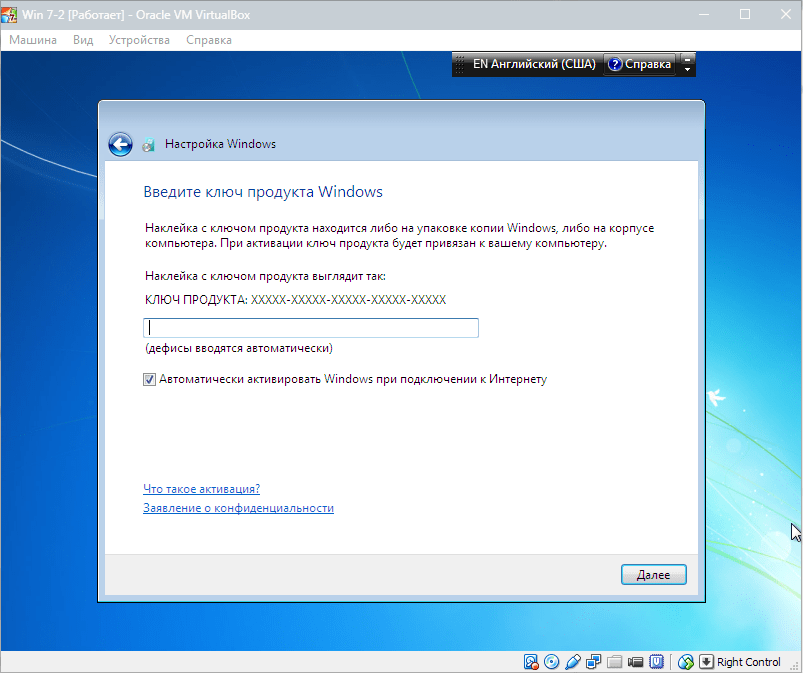 Win 7-2 [Работает] - Oracle VM VirtualBox
Машина Вид Устройства Справка
EN Английский (США) Справка
Настройка Windows
Введите ключ продукта Windows
Наклейка с ключом продукта находится либо на упаковке копии Windows, либо на корпусе
компьютера. При активации ключ продукта будет привязан к вашему компьютеру.
Наклейка с ключом продукта выглядит так:
КЛЮЧ ПРОДУКТА: XXXXX-XXXXX-XXXXX-XXXXX-XXXXX
(дефисы вводятся автоматически)
Автоматически активировать Windows при подключении к Интернету
Что такое активация?
Заявление о конфиденциальности
Далее
Right Control